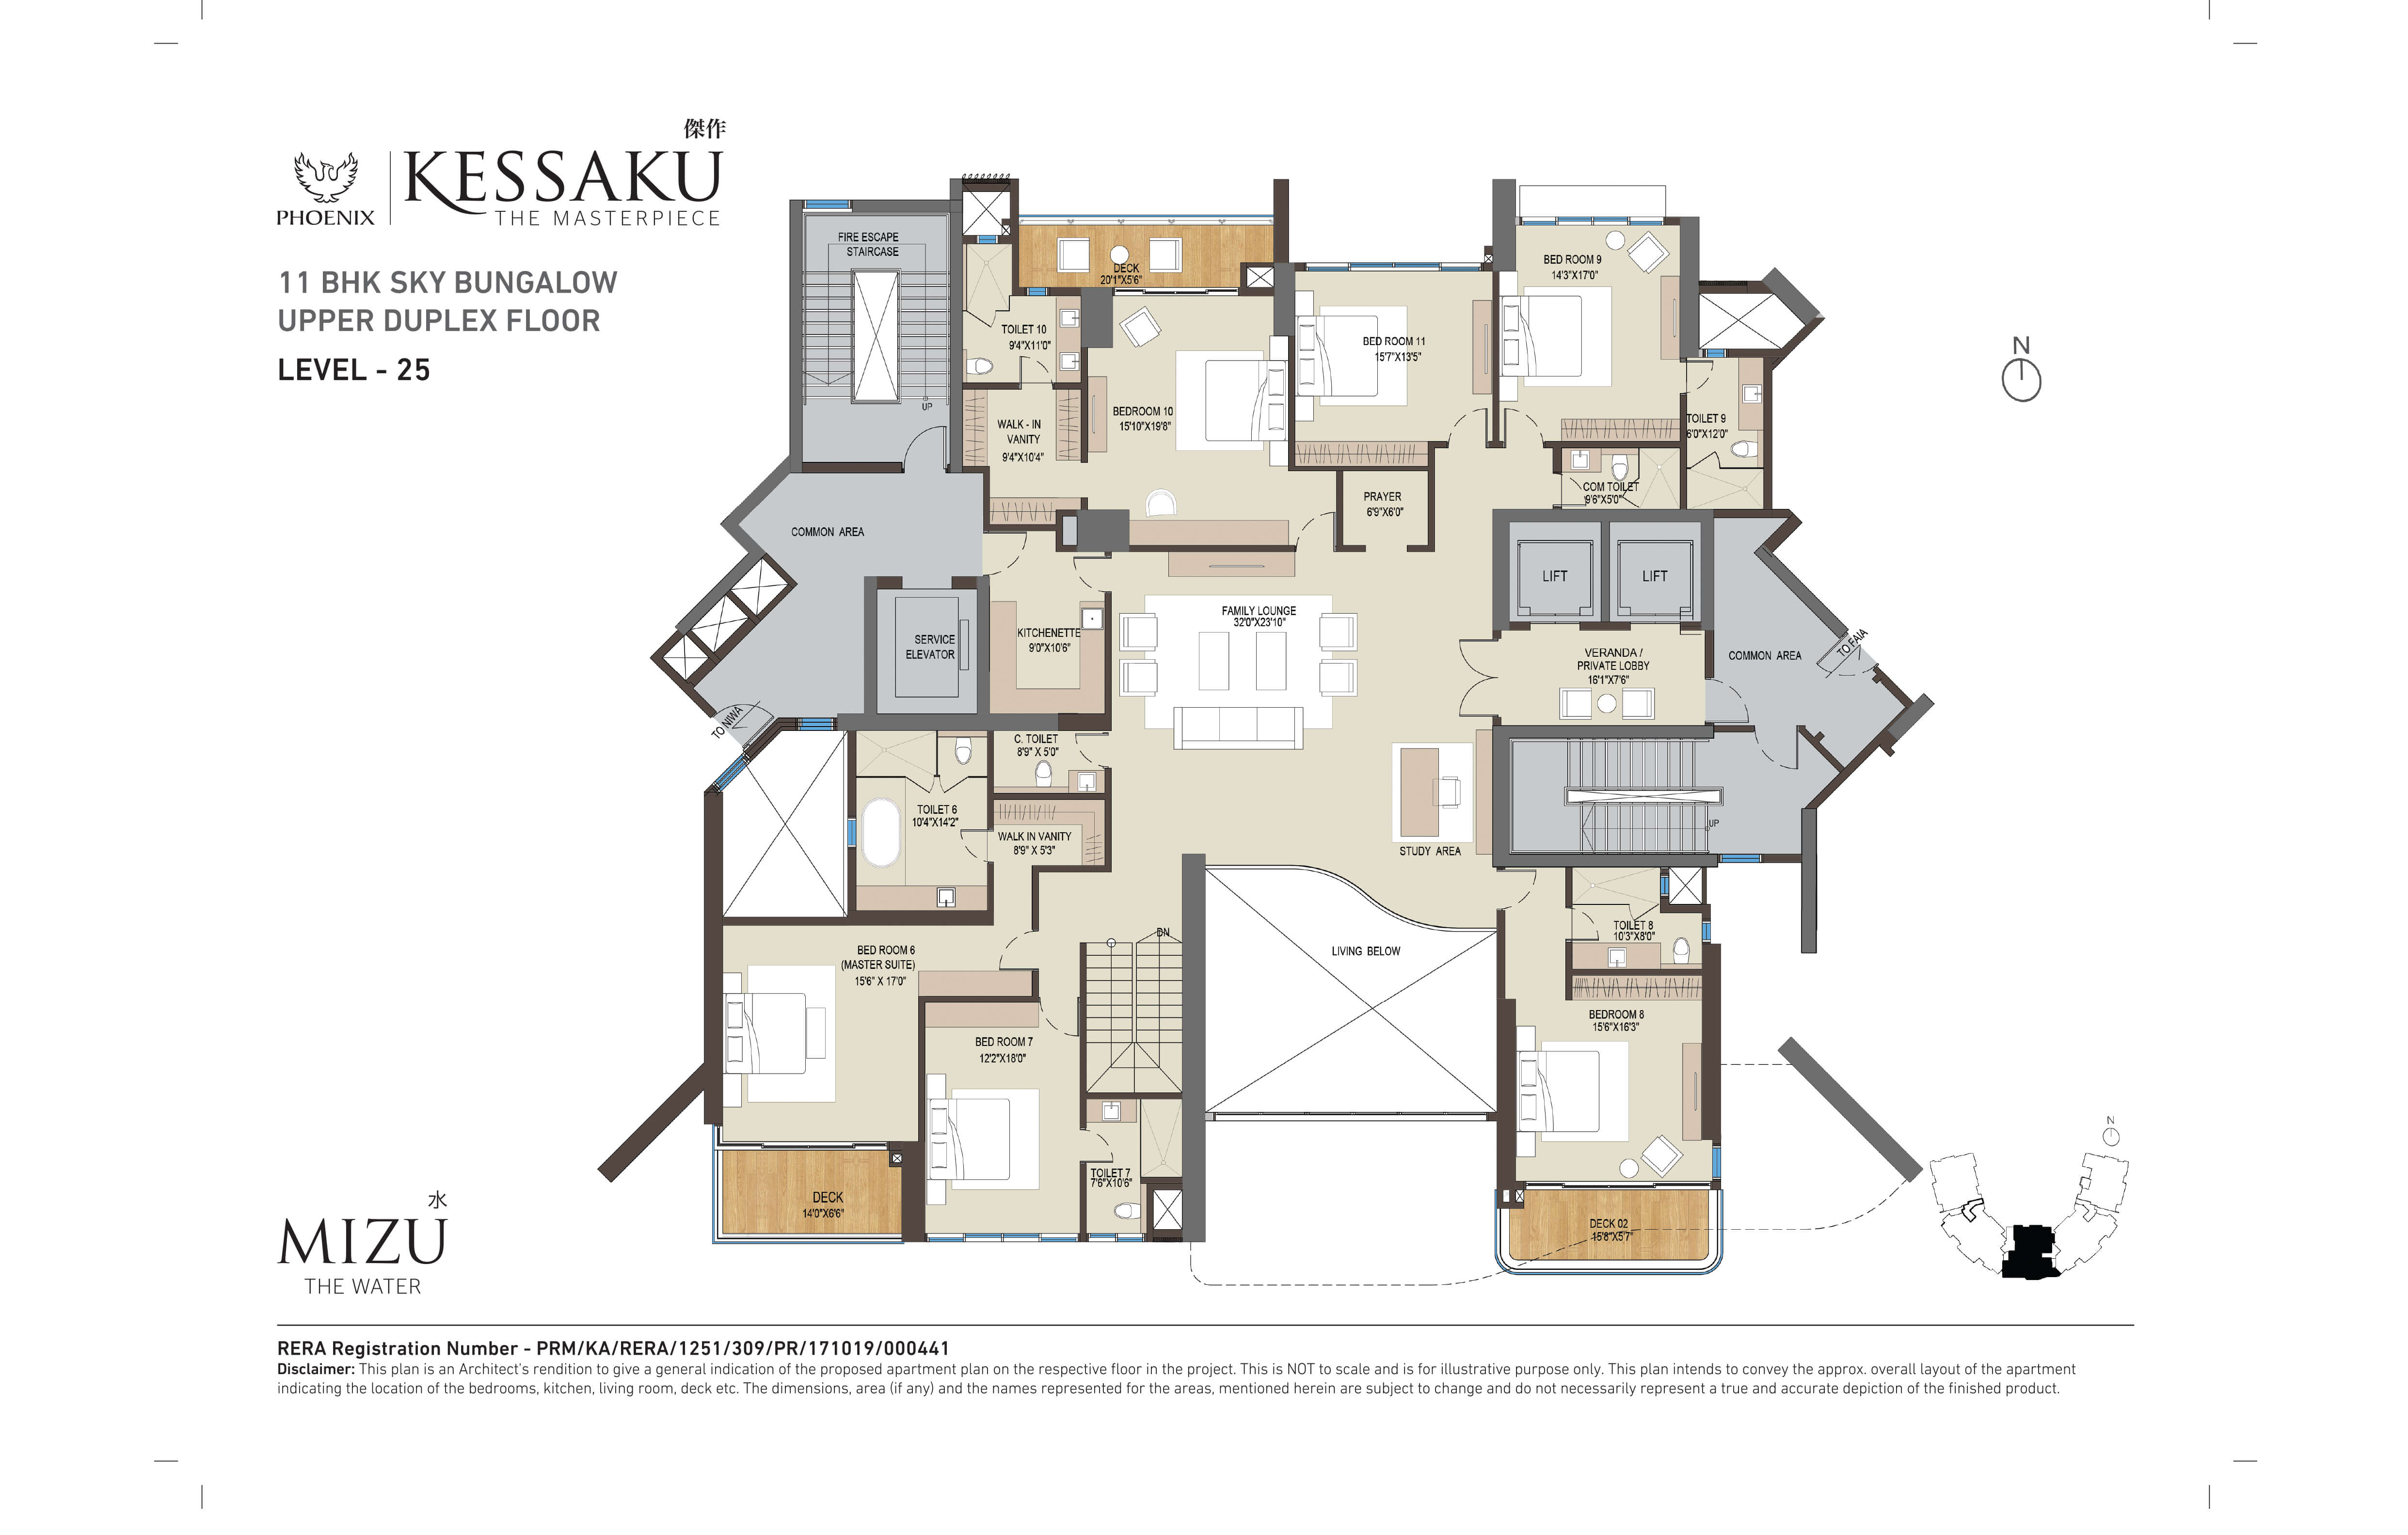 傑作
KESSAKU
THE MASTERPIECE
PHOENIX
11 BHK SKY BUNGALOW
UPPER DUPLEX FLOOR
LEVEL - 25
N
FIRE ESCAPE
STAIRCASE
UP
DECK
20'1"X5'6"
TOILET 10
9'4"X11'0"
WALK - IN
VANITY
9'4"X10'4"
BEDROOM 10
15'10"X19'8"
BED ROOM 11
15'7"X13'5"
BED ROOM 9
14'3"X17'0"
TOILET 9
6'0"X12'0"
COM TOILET
9'6"X5'0"
PRAYER
6'9"X6'0"
COMMON AREA
SERVICE
ELEVATOR
KITCHENETTE
9'0"X10'6"
FAMILY LOUNGE
32'0"X23'10"
LIFT
LIFT
VERANDA /
PRIVATE LOBBY
16'1"X7'6"
COMMON AREA
TO FAIA
TO NIWA
C. TOILET
8'9" X 5'0"
TOILET 6
10'4"X14'2"
WALK IN VANITY
8'9" X 5'3"
STUDY AREA
UP
BED ROOM 6
(MASTER SUITE)
15'6" X 17'0"
DN
LIVING BELOW
TOILET 8
10'3"X8'0"
BED ROOM 7
12'2"X18'0"
BEDROOM 8
15'6"X16'3"
TOILET 7
7'6"X10'6"
DECK
14'0"X6'6"
DECK 02
15'8"X5'7"
N
水
MIZU
THE WATER
RERA Registration Number - PRM/KA/RERA/1251/309/PR/171019/000441
Disclaimer: This plan is an Architect's rendition to give a general indication of the proposed apartment plan on the respective floor in the project. This is NOT to scale and is for illustrative purpose only. This plan intends to convey the approx. overall layout of the apartment
indicating the location of the bedrooms, kitchen, living room, deck etc. The dimensions, area (if any) and the names represented for the areas, mentioned herein are subject to change and do not necessarily represent a true and accurate depiction of the finished product.